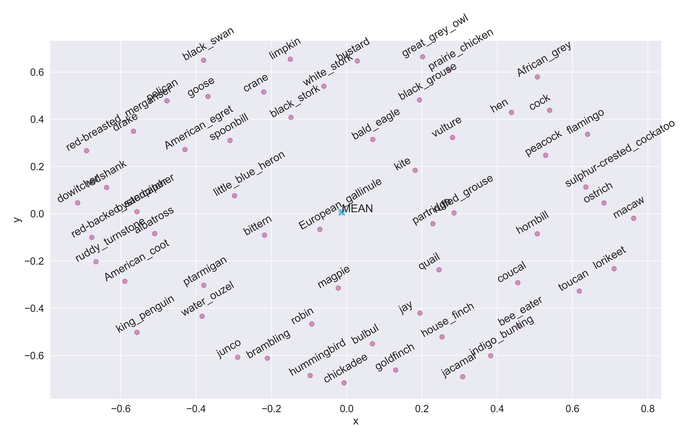 black_swan
limpkin
bustard
great_grey_owl
prairie_chicken
white_stork
African_grey
pelican
goose
crane
black_stork
black_grouse
red-breasted_merganser
drake
American_egret
spoonbill
bald_eagle
vulture
hen
cock
flamingo
peacock
dowitcher
redshank
little_blue_heron
kite
sulphur-crested_cockatoo
ostrich
macaw
red-backed_sandpiper
oystercatcher
albatross
ruddy_turnstone
bittern
European_gallinule
MEAN
partridge
ruffed_grouse
hornbill
American_coot
ptarmigan
magpie
quail
coucal
toucan
lorikeet
king_penguin
water_ouzel
robin
jay
house_finch
bee_eater
indigo_bunting
junco
brambling
hummingbird
bulbul
chickadee
goldfinch
jacamar
0.6
0.4
0.2
0.0
−0.2
−0.4
−0.6
y
−0.6 −0.4 −0.2 0.0 0.2 0.4 0.6 0.8
x